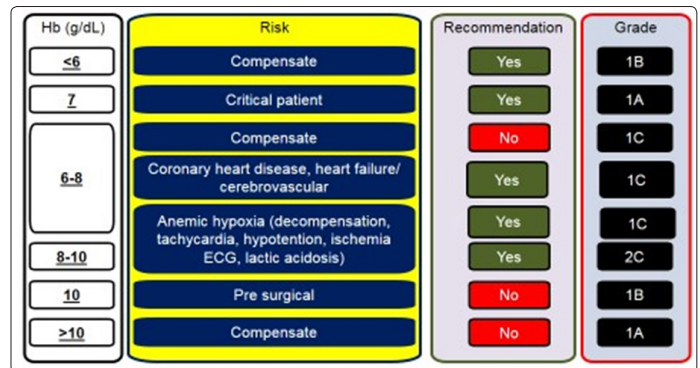 Hb (g/dL) Risk Recommendation Grade
<6 Compensate Yes 1B
7 Critical patient Yes 1A
Compensate No 1C
6-8 Coronary heart disease, heart failure/ Yes 1C
cerebrovascular
Anemic hypoxia (decompensation, Yes 1C
tachycardia, hypotention, ischemia
8-10 ECG, lactic acidosis) Yes 2C
10 Pre surgical No 1B
>10 Compensate No 1A